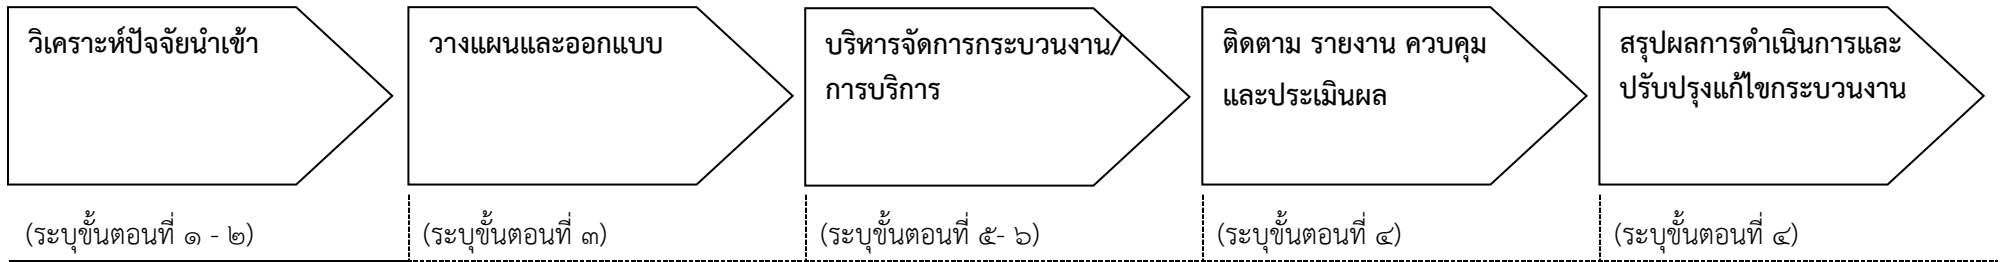 วิเคราะห์ปัจจัยนำเข้า
วางแผนและออกแบบ
บริหารจัดการกระบวนงาน/
การบริการ
ติดตาม รายงาน ควบคุม
และประเมินผล
สรุปผลการดำเนินการและ
ปรับปรุงแก้ไขกระบวนงาน
(ระบุขั้นตอนที่ ๑ - ๒)
(ระบุขั้นตอนที่ ๓)
(ระบุขั้นตอนที่ ๕- ๖)
(ระบุขั้นตอนที่ ๔)
(ระบุขั้นตอนที่ ๔)